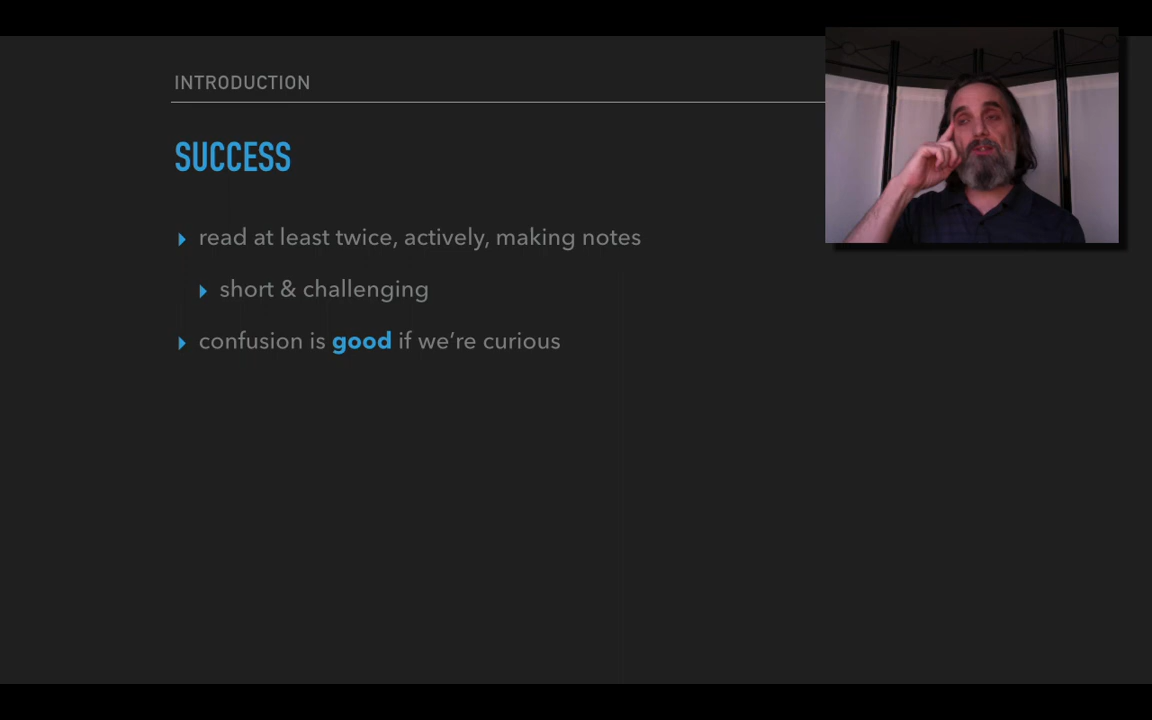 INTRODUCTION
SUCCESS
read at least twice, actively, making notes
short & challenging
confusion is good if we’re curious